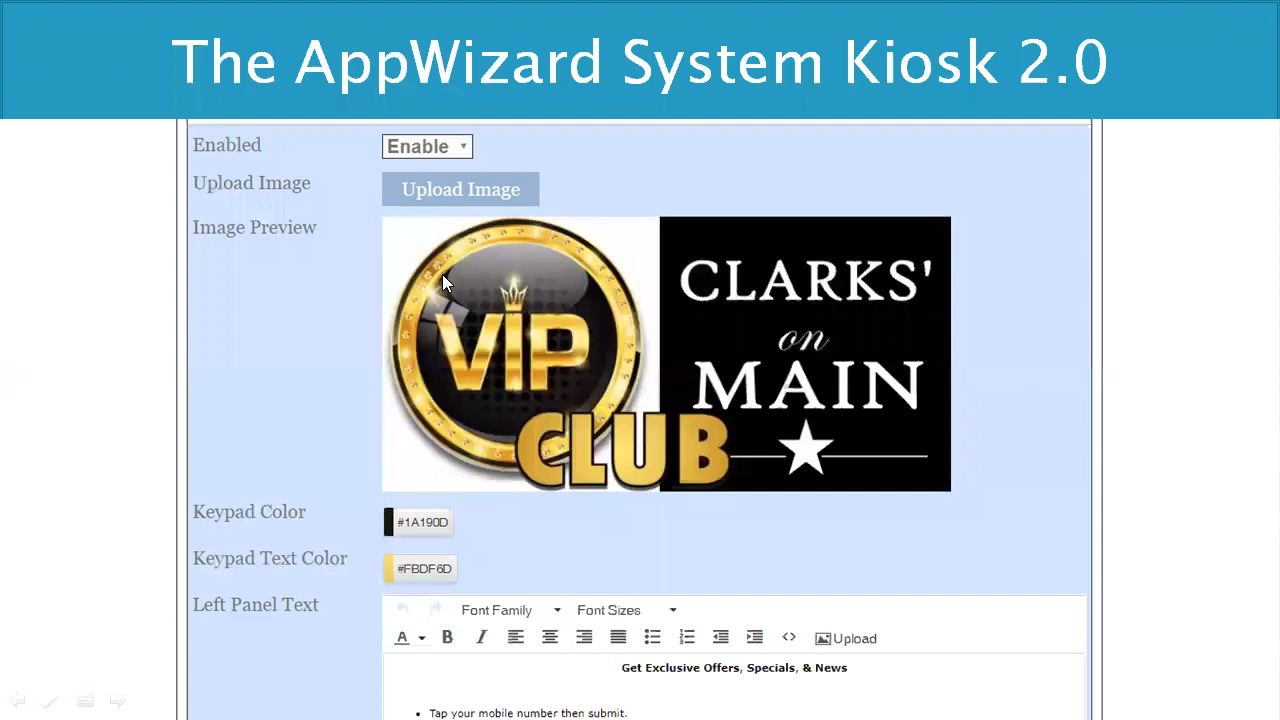 The AppWizard System Kiosk 2.0
Enabled
Enable
Upload Image
Upload Image
Image Preview
VIP
CLUB
CLARKS'
on
MAIN
Keypad Color
#1A190D
Keypad Text Color
#FBDF6D
Left Panel Text
Font Family
Font Sizes
A
B
I
Upload
Get Exclusive Offers, Specials, & News
Tap your mobile number then submit.